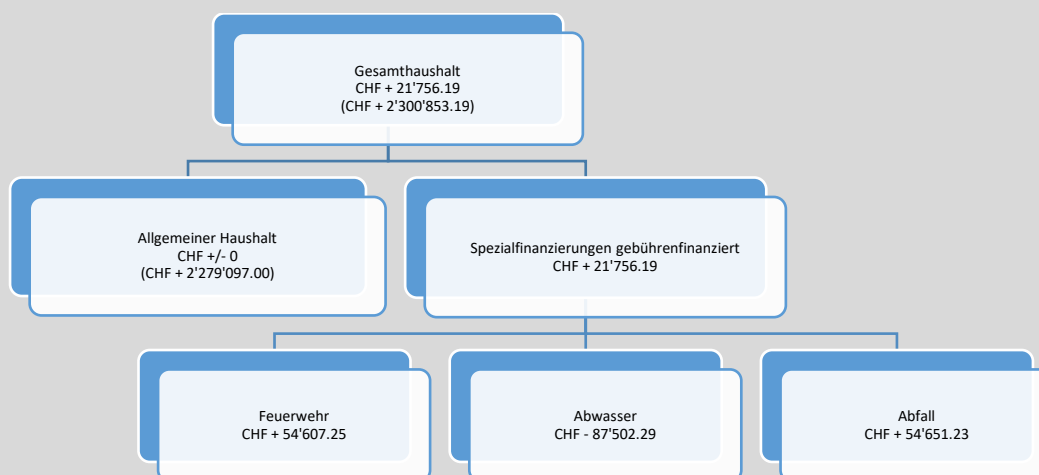 Gesamthaushalt
CHF + 21'756.19
(CHF + 2'300'853.19)
Allgemeiner Haushalt
CHF +/- 0
(CHF + 2'279'097.00)
Spezialfinanzierungen gebührenfinanziert
CHF + 21'756.19
Feuerwehr
CHF + 54'607.25
Abwasser
CHF - 87'502.29
Abfall
CHF + 54'651.23